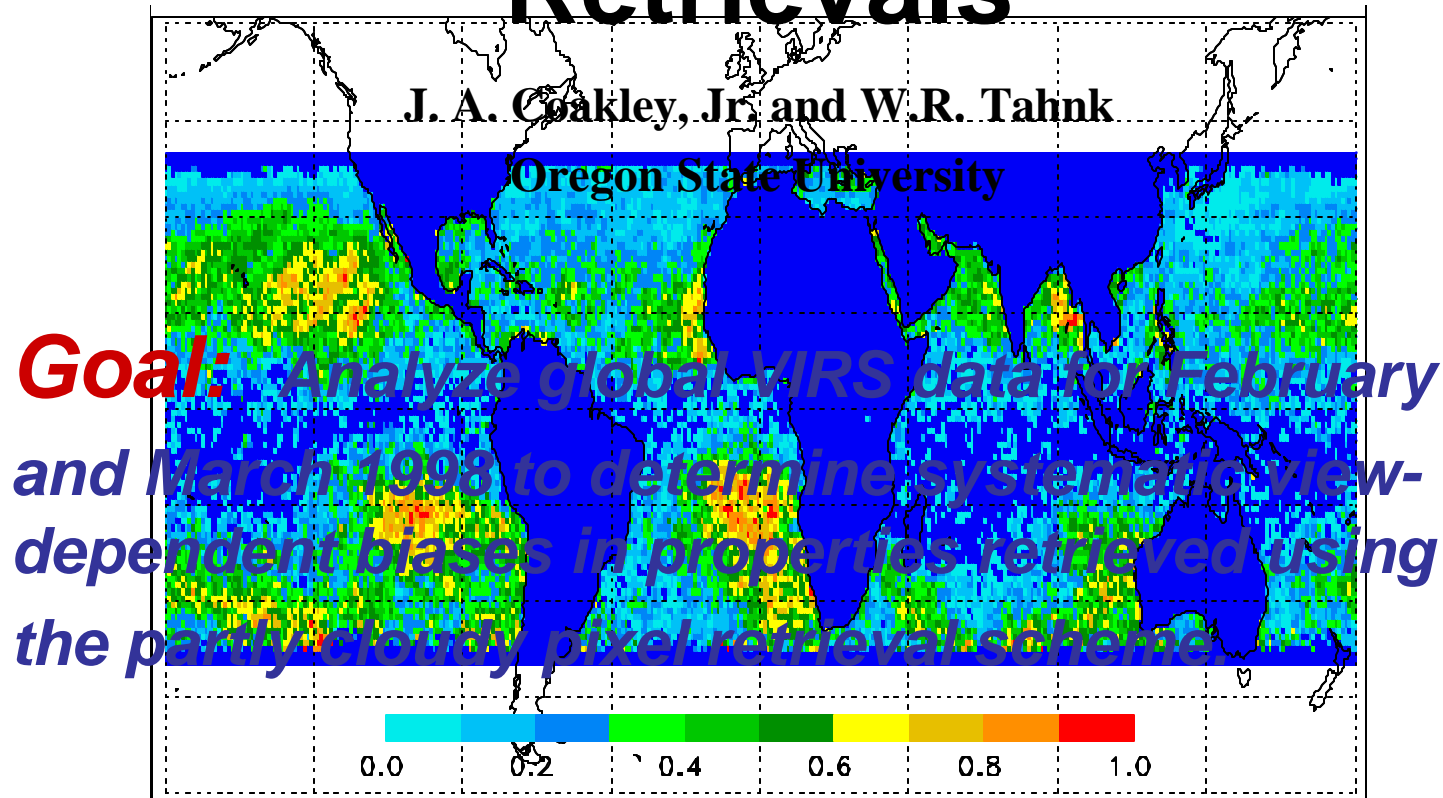 Retrievals
J. A. Coakley, Jr. and W.R. Tahnk
Oregon State University
Goal: Analyze global VIRS data for February
and March 1998 to determine systematic view-
dependent biases in properties retrieved using
the partly cloudy pixel retrieval scheme.
0.0 0.2 0.4 0.6 0.8 1.0